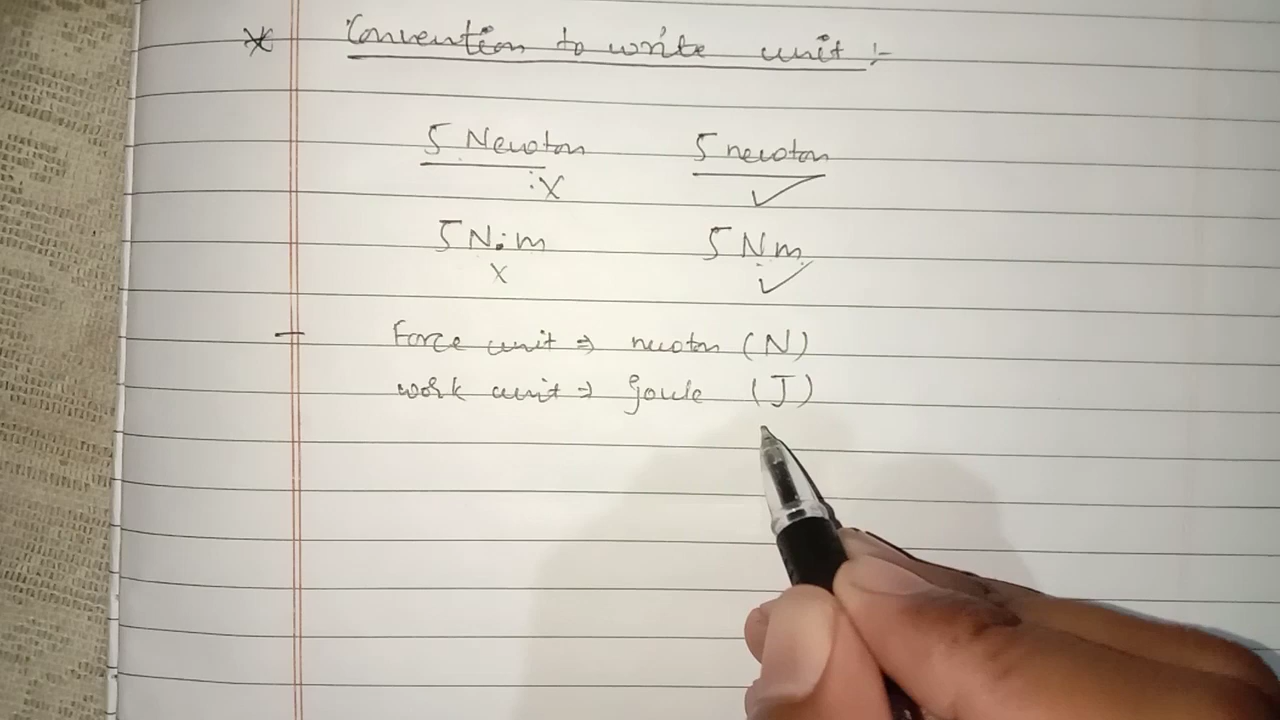 * Convention to write unit :-
5 Newton 5 newton
X ✓
5 N.m 5 Nm
X ✓
- Force unit ⇒ newton (N)
work unit ⇒ joule (J)